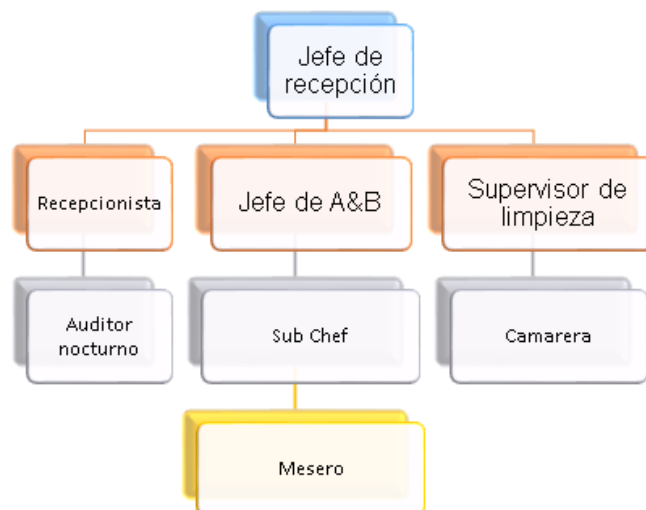 Jefe de
recepción
Recepcionista
Jefe de A&B
Supervisor de
limpieza
Auditor
nocturno
Sub Chef
Camarera
Mesero